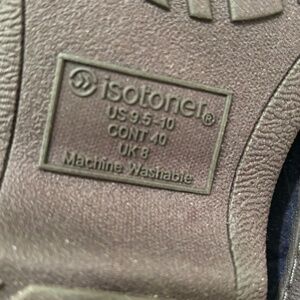 isotoner®
US 9.5-10
CONT 40
UK 8
Machine Washable